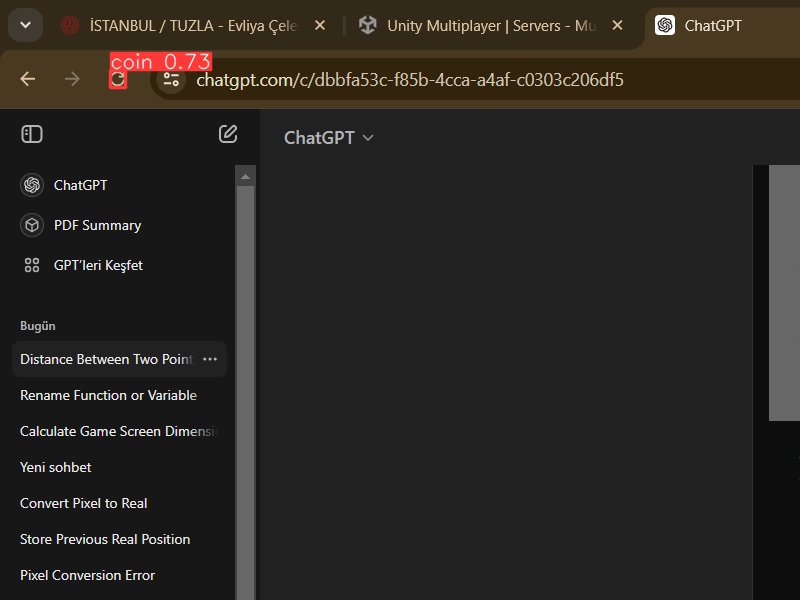 İSTANBUL / TUZLA - Evliya Çele
Unity Multiplayer | Servers - Mu
ChatGPT
coin 0.73
chatgpt.com/c/dbbfa53c-f85b-4cca-a4af-c0303c206df5
ChatGPT
ChatGPT
PDF Summary
GPT'leri Keşfet
Bugün
Distance Between Two Point
Rename Function or Variable
Calculate Game Screen Dimensi
Yeni sohbet
Convert Pixel to Real
Store Previous Real Position
Pixel Conversion Error